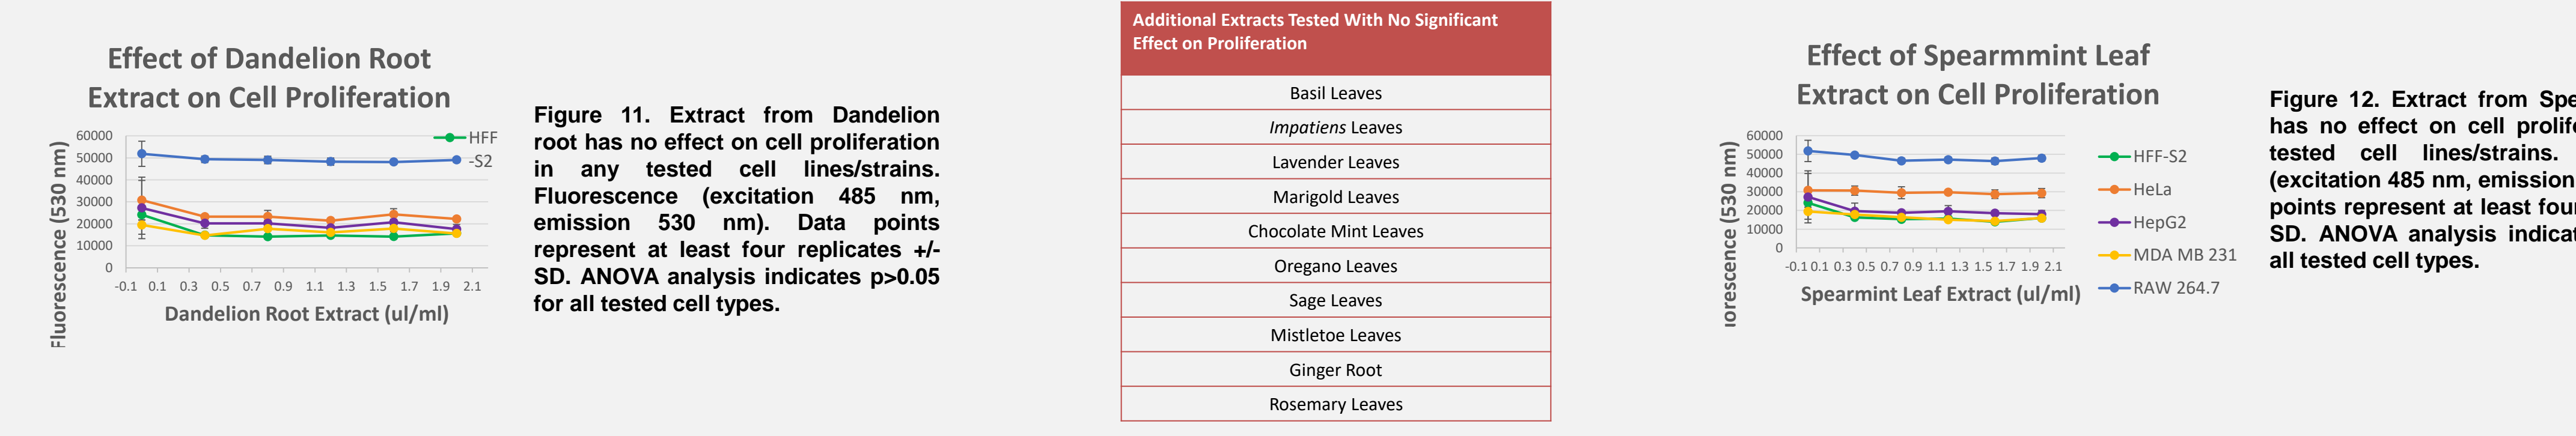 Effect of Dandelion Root
Extract on Cell Proliferation
Fluorescence (530 nm)
60000
50000
40000
30000
20000
10000
0
-0.1 0.1 0.3 0.5 0.7 0.9 1.1 1.3 1.5 1.7 1.9 2.1
Dandelion Root Extract (ul/ml)
HFF
-S2
Figure 11. Extract from Dandelion
root has no effect on cell proliferation
in any tested cell lines/strains.
Fluorescence (excitation 485 nm,
emission 530 nm). Data points
represent at least four replicates +/-
SD. ANOVA analysis indicates p>0.05
for all tested cell types.
Additional Extracts Tested With No Significant
Effect on Proliferation
Basil Leaves
Impatiens Leaves
Lavender Leaves
Marigold Leaves
Chocolate Mint Leaves
Oregano Leaves
Sage Leaves
Mistletoe Leaves
Ginger Root
Rosemary Leaves
Effect of Spearmmint Leaf
Extract on Cell Proliferation
orescence (530 nm)
60000
50000
40000
30000
20000
10000
0
-0.1 0.1 0.3 0.5 0.7 0.9 1.1 1.3 1.5 1.7 1.9 2.1
Spearmint Leaf Extract (ul/ml)
HFF-S2
HeLa
HepG2
MDA MB 231
RAW 264.7
Figure 12. Extract from Spe
has no effect on cell prolife
tested cell lines/strains.
(excitation 485 nm, emission
points represent at least four
SD. ANOVA analysis indicat
all tested cell types.